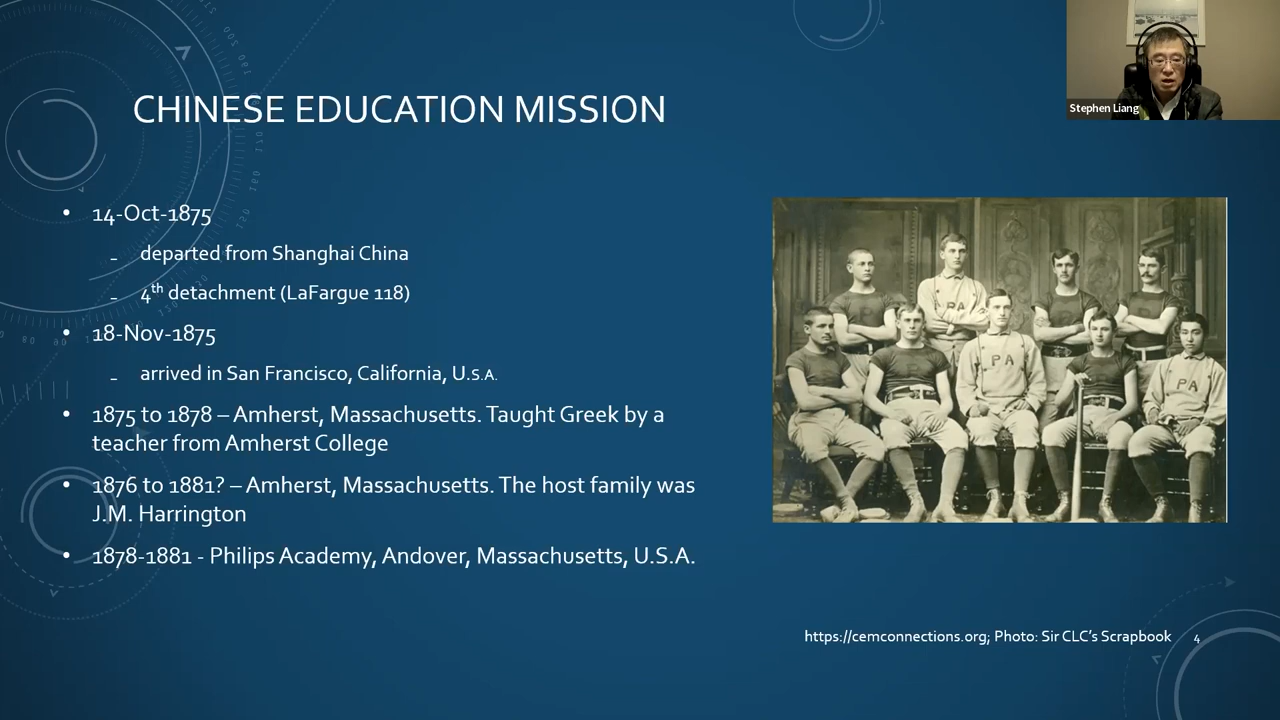 Stephen Liang
CHINESE EDUCATION MISSION
• 14-Oct-1875
- departed from Shanghai China
- 4th detachment (LaFargue 118)
• 18-Nov-1875
- arrived in San Francisco, California, U.S.A.
• 1875 to 1878 – Amherst, Massachusetts. Taught Greek by a
teacher from Amherst College
• 1876 to 1881? – Amherst, Massachusetts. The host family was
J.M. Harrington
• 1878-1881 - Philips Academy, Andover, Massachusetts, U.S.A.
PA
PA
PA
https://cemconnections.org; Photo: Sir CLC's Scrapbook
4